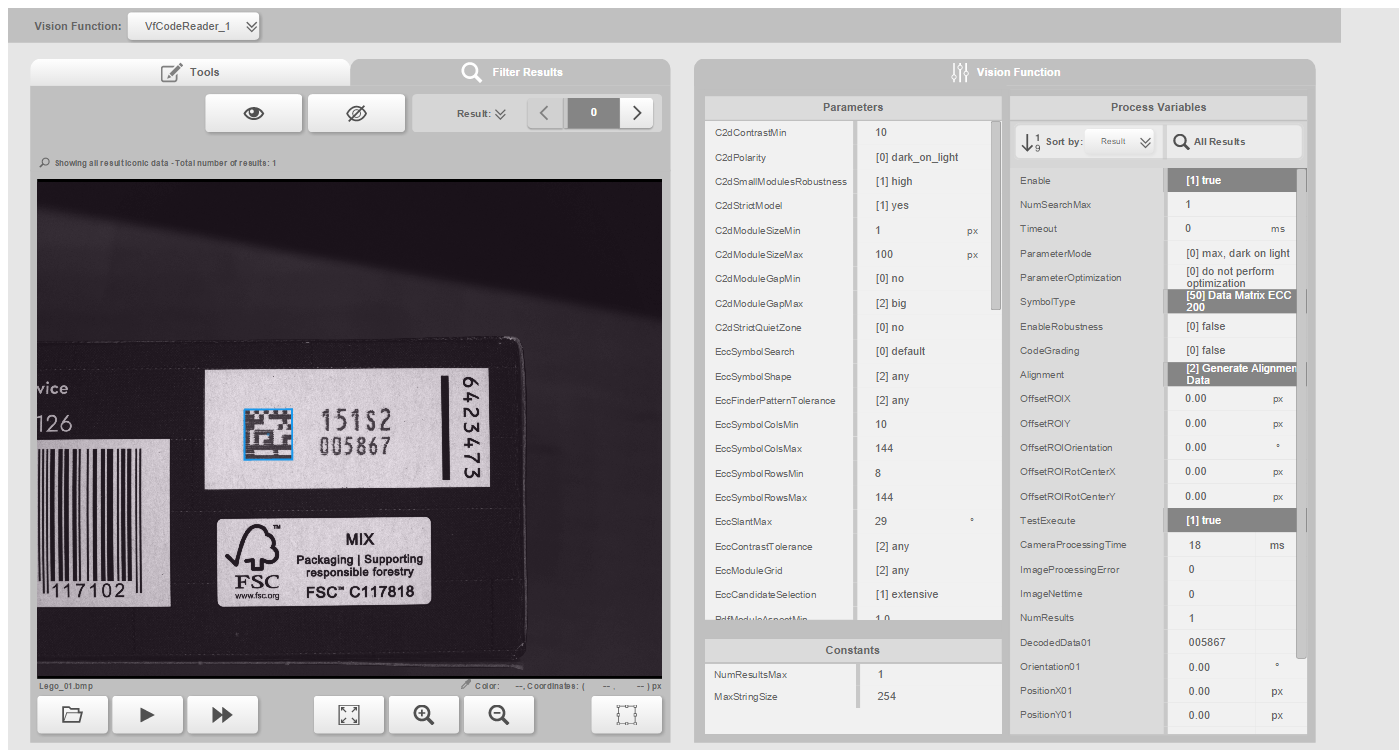 Vision Function: VfCodeReader_1
Tools
Filter Results
Result: 0
Showing all result iconic data - Total number of results: 1
vice
126
117102
151S2
005867
6423473
FSC
www.fsc.org
™
MIX
Packaging | Supporting
responsible forestry
FSC™ C117818
Lego_01.bmp
Color: --, Coordinates: ( -- , -- ) px
Vision Function
Parameters
C2dContrastMin 10
C2dPolarity [0] dark_on_light
C2dSmallModulesRobustness [1] high
C2dStrictModel [1] yes
C2dModuleSizeMin 1 px
C2dModuleSizeMax 100 px
C2dModuleGapMin [0] no
C2dModuleGapMax [2] big
C2dStrictQuietZone [0] no
EccSymbolSearch [0] default
EccSymbolShape [2] any
EccFinderPatternTolerance [2] any
EccSymbolColsMin 10
EccSymbolColsMax 144
EccSymbolRowsMin 8
EccSymbolRowsMax 144
EccSlantMax 29 °
EccContrastTolerance [2] any
EccModuleGrid [2] any
EccCandidateSelection [1] extensive
PdfModuleAspectMin 1.0
Constants
NumResultsMax 1
MaxStringSize 254
Process Variables
1
9
Sort by: Result
All Results
Enable [1] true
NumSearchMax 1
Timeout 0 ms
ParameterMode [0] max, dark on light
ParameterOptimization [0] do not perform
optimization
SymbolType [50] Data Matrix ECC
200
EnableRobustness [0] false
CodeGrading [0] false
Alignment [2] Generate Alignmen
Data
OffsetROIX 0.00 px
OffsetROIY 0.00 px
OffsetROIOrientation 0.00 °
OffsetROIRotCenterX 0.00 px
OffsetROIRotCenterY 0.00 px
TestExecute [1] true
CameraProcessingTime 18 ms
ImageProcessingError 0
ImageNettime 0
NumResults 1
DecodedData01 005867
Orientation01 0.00 °
PositionX01 0.00 px
PositionY01 0.00 px